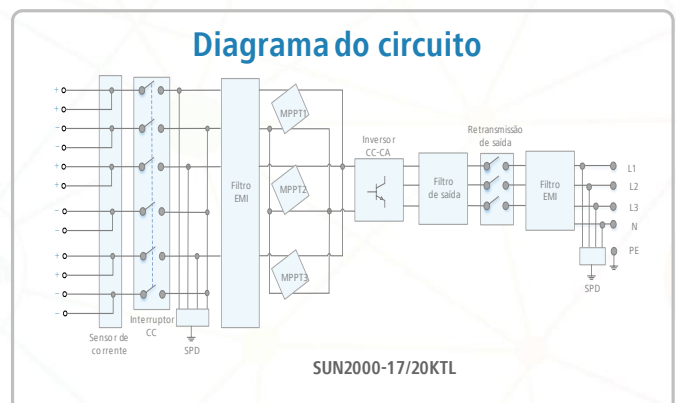 Diagrama do circuito
+
+
−
−
+
+
−
−
+
+
−
−
Sensor de
corrente
Interruptor
CC
SPD
Filtro
EMI
MPPT1
MPPT2
MPPT3
Inversor
CC-CA
Filtro
de saída
Retransmissão
de saída
Filtro
EMI
L1
L2
L3
N
PE
SPD
SUN2000-17/20KTL